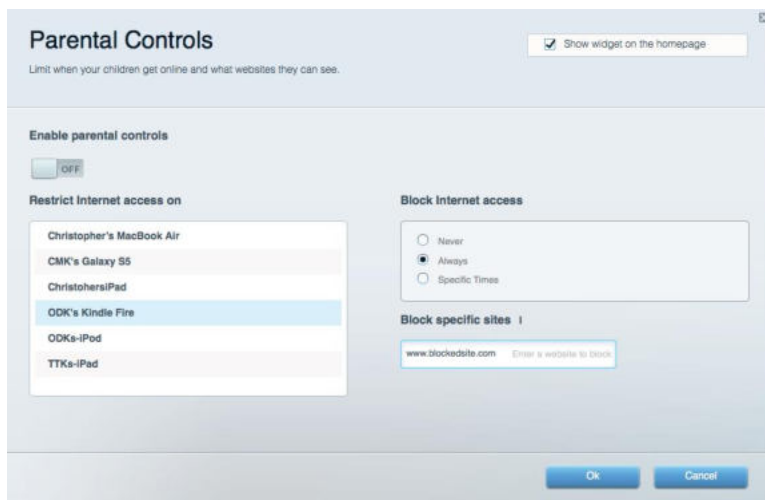 Parental Controls
Show widget on the homepage
Limit when your children get online and what websites they can see.
Enable parental controls
OFF
Restrict Internet access on
Christopher's MacBook Air
CMK's Galaxy S5
ChristohersiPad
ODK's Kindle Fire
ODKs-iPod
TTKs-iPad
Block Internet access
Never
Always
Specific Times
Block specific sites
www.blockedsite.com Enter a website to block
Ok Cancel